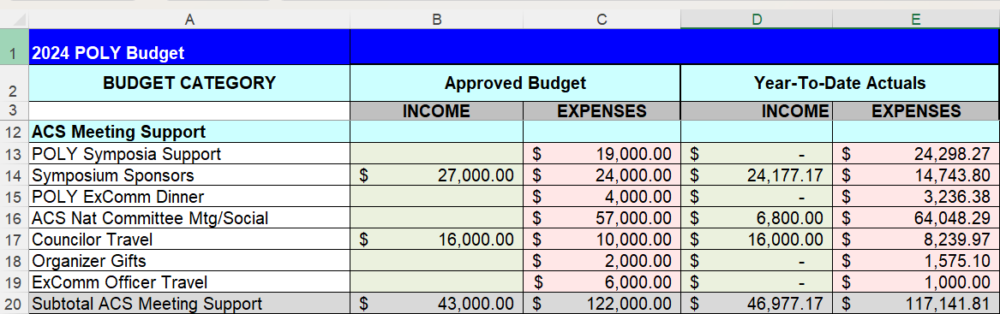 A B C D E
1 2024 POLY Budget
2 BUDGET CATEGORY Approved Budget Year-To-Date Actuals
3 INCOME EXPENSES INCOME EXPENSES
12 ACS Meeting Support
13 POLY Symposia Support $ 19,000.00 $ - $ 24,298.27
14 Symposium Sponsors $ 27,000.00 $ 24,000.00 $ 24,177.17 $ 14,743.80
15 POLY ExComm Dinner $ 4,000.00 $ - $ 3,236.38
16 ACS Nat Committee Mtg/Social $ 57,000.00 $ 6,800.00 $ 64,048.29
17 Councilor Travel $ 16,000.00 $ 10,000.00 $ 16,000.00 $ 8,239.97
18 Organizer Gifts $ 2,000.00 $ - $ 1,575.10
19 ExComm Officer Travel $ 6,000.00 $ - $ 1,000.00
20 Subtotal ACS Meeting Support $ 43,000.00 $ 122,000.00 $ 46,977.17 $ 117,141.81